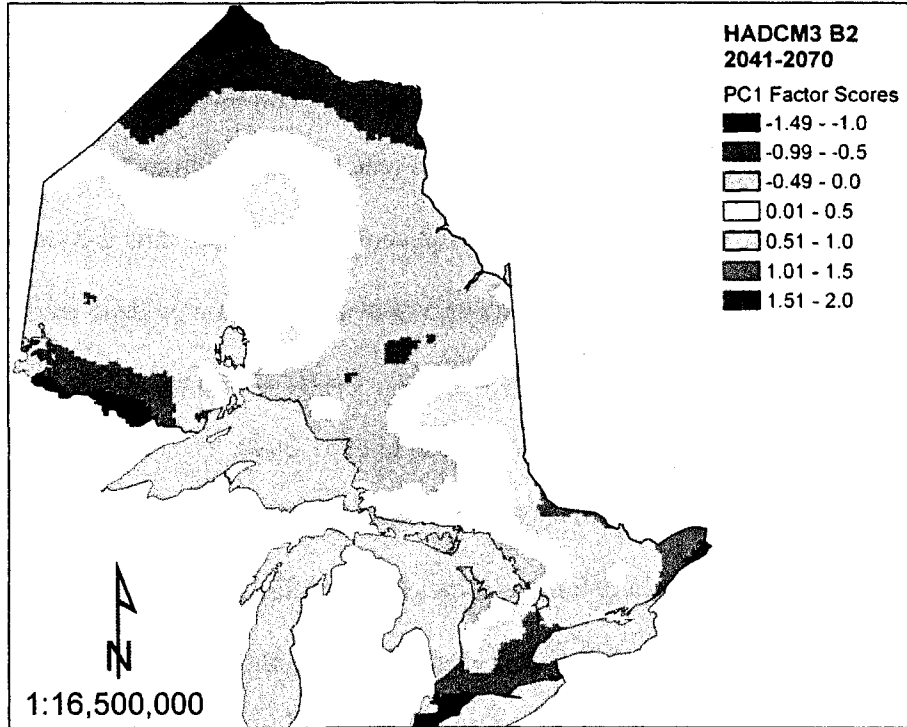 HADCM3 B2
2041-2070
PC1 Factor Scores
-1.49 - -1.0
-0.99 - -0.5
-0.49 - 0.0
0.01 - 0.5
0.51 - 1.0
1.01 - 1.5
1.51 - 2.0
N
1:16,500,000